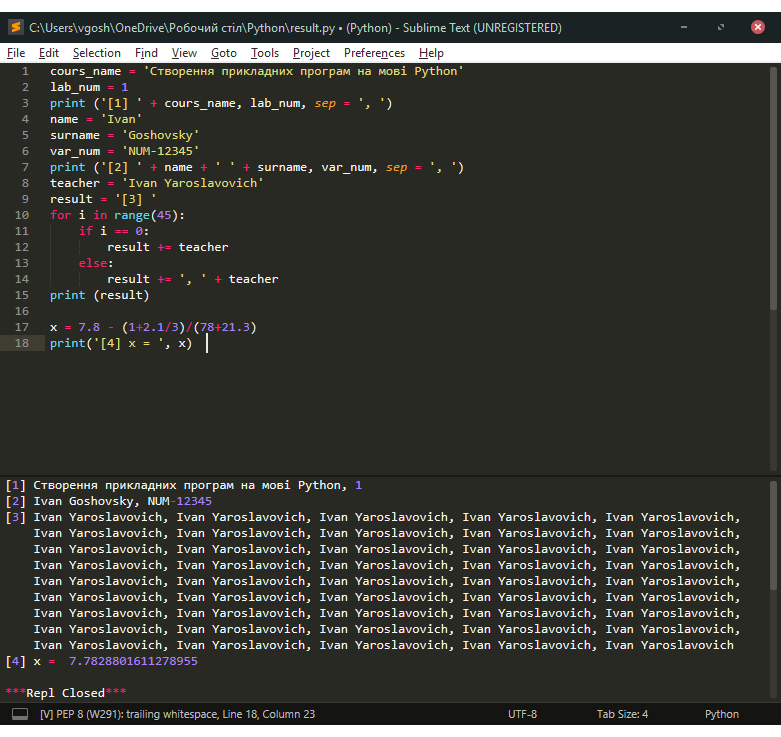 C:\Users\vgosh\OneDrive\Робочий стіл\Python\result.py • (Python) - Sublime Text (UNREGISTERED)
File Edit Selection Find View Goto Tools Project Preferences Help
1 cours_name = 'Створення прикладних програм на мові Python'
2 lab_num = 1
3 print ('[1] ' + cours_name, lab_num, sep = ', ')
4 name = 'Ivan'
5 surname = 'Goshovsky'
6 var_num = 'NUM-12345'
7 print ('[2] ' + name + ' ' + surname, var_num, sep = ', ')
8 teacher = 'Ivan Yaroslavovich'
9 result = '[3] '
10 for i in range(45):
11 if i == 0:
12 result += teacher
13 else:
14 result += ', ' + teacher
15 print (result)
16
17 x = 7.8 - (1+2.1/3)/(78+21.3)
18 print('[4] x = ', x)
[1] Створення прикладних програм на мові Python, 1
[2] Ivan Goshovsky, NUM-12345
[3] Ivan Yaroslavovich, Ivan Yaroslavovich, Ivan Yaroslavovich, Ivan Yaroslavovich, Ivan Yaroslavovich,
Ivan Yaroslavovich, Ivan Yaroslavovich, Ivan Yaroslavovich, Ivan Yaroslavovich, Ivan Yaroslavovich,
Ivan Yaroslavovich, Ivan Yaroslavovich, Ivan Yaroslavovich, Ivan Yaroslavovich, Ivan Yaroslavovich,
Ivan Yaroslavovich, Ivan Yaroslavovich, Ivan Yaroslavovich, Ivan Yaroslavovich, Ivan Yaroslavovich,
Ivan Yaroslavovich, Ivan Yaroslavovich, Ivan Yaroslavovich, Ivan Yaroslavovich, Ivan Yaroslavovich,
Ivan Yaroslavovich, Ivan Yaroslavovich, Ivan Yaroslavovich, Ivan Yaroslavovich, Ivan Yaroslavovich,
Ivan Yaroslavovich, Ivan Yaroslavovich, Ivan Yaroslavovich, Ivan Yaroslavovich, Ivan Yaroslavovich,
Ivan Yaroslavovich, Ivan Yaroslavovich, Ivan Yaroslavovich, Ivan Yaroslavovich, Ivan Yaroslavovich,
Ivan Yaroslavovich, Ivan Yaroslavovich, Ivan Yaroslavovich, Ivan Yaroslavovich, Ivan Yaroslavovich
[4] x =  7.7828801611278955
***Repl Closed***
[V] PEP 8 (W291): trailing whitespace, Line 18, Column 23 UTF-8 Tab Size: 4 Python